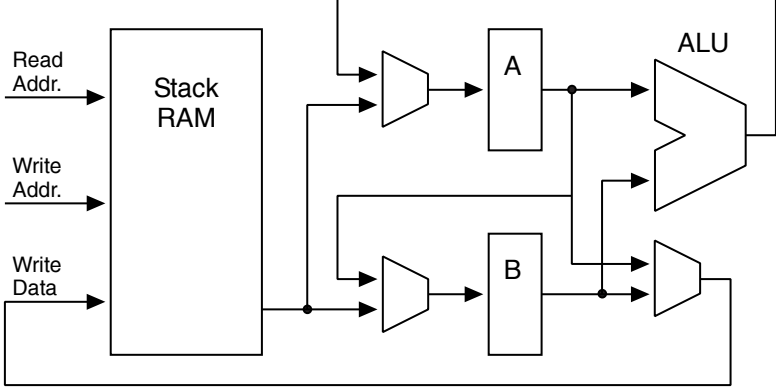 Read
Addr.
Write
Addr.
Write
Data
Stack
RAM
A
B
ALU